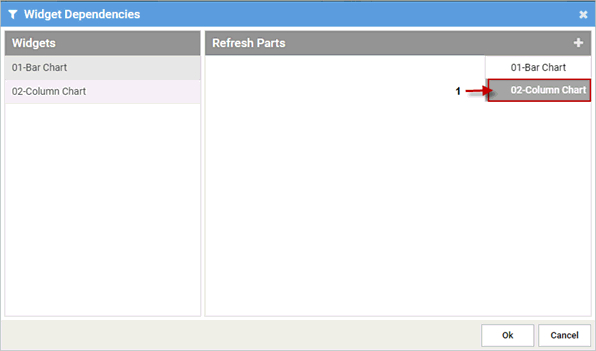 Widget Dependencies
Widgets
Refresh Parts
01-Bar Chart
02-Column Chart
01-Bar Chart
1
02-Column Chart
Ok
Cancel